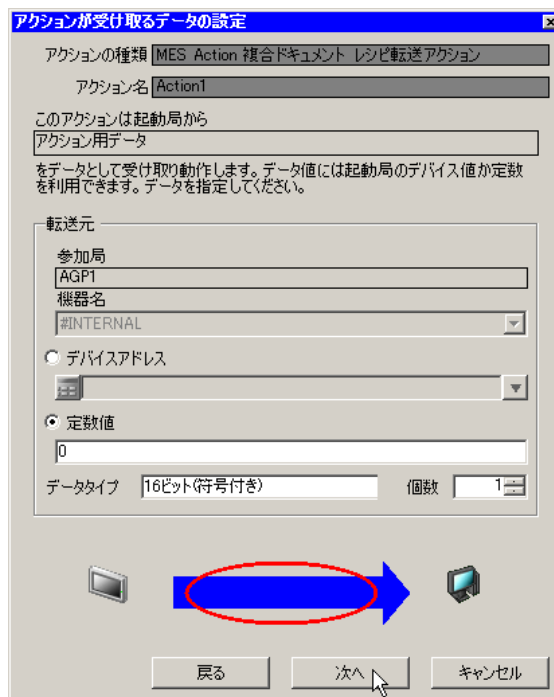 アクションが受け取るデータの設定
アクションの種類 MES Action 複合ドキュメント レシピ転送アクション
アクション名 Action1
このアクションは起動局から
アクション用データ
をデータとして受け取り動作します。データ値には起動局のデバイス値か定数
を利用できます。データを指定してください。
転送元
参加局
AGP1
機器名
#INTERNAL
デバイスアドレス
定数値
0
データタイプ 16ビット(符号付き) 個数 1
戻る 次へ キャンセル